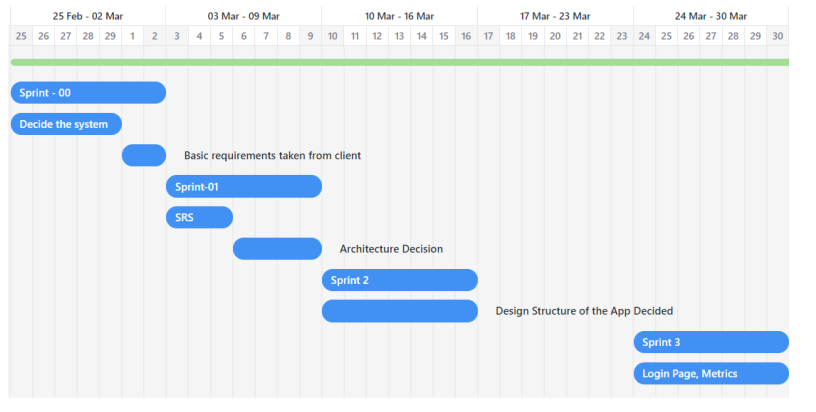 25 Feb - 02 Mar 03 Mar - 09 Mar 10 Mar - 16 Mar 17 Mar - 23 Mar 24 Mar - 30 Mar
25 26 27 28 29 1 2 3 4 5 6 7 8 9 10 11 12 13 14 15 16 17 18 19 20 21 22 23 24 25 26 27 28 29 30
Sprint - 00
Decide the system
Basic requirements taken from client
Sprint-01
SRS
Architecture Decision
Sprint 2
Design Structure of the App Decided
Sprint 3
Login Page, Metrics